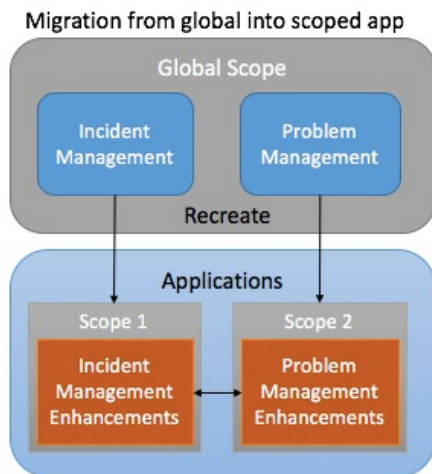 Migration from global into scoped app
Global Scope
Incident
Management
Problem
Management
Recreate
Applications
Scope 1
Scope 2
Incident
Management
Enhancements
Problem
Management
Enhancements